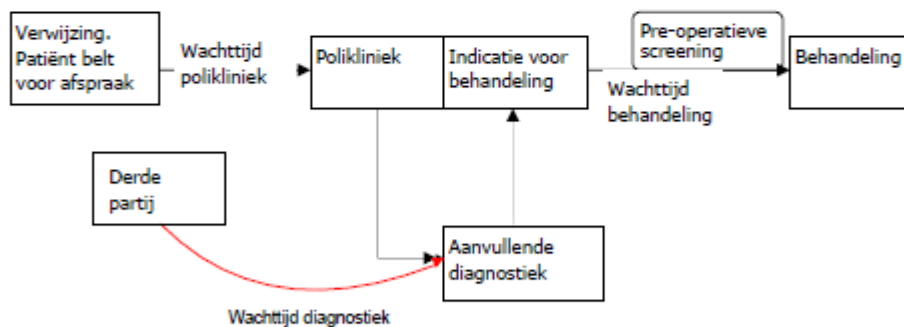 Verwijzing.
Patiënt belt
voor afspraak
Wachttijd
polikliniek
Polikliniek
Indicatie voor
behandeling
Pre-operatieve
screening
Wachttijd
behandeling
Behandeling
Derde
partij
Aanvullende
diagnostiek
Wachttijd diagnostiek